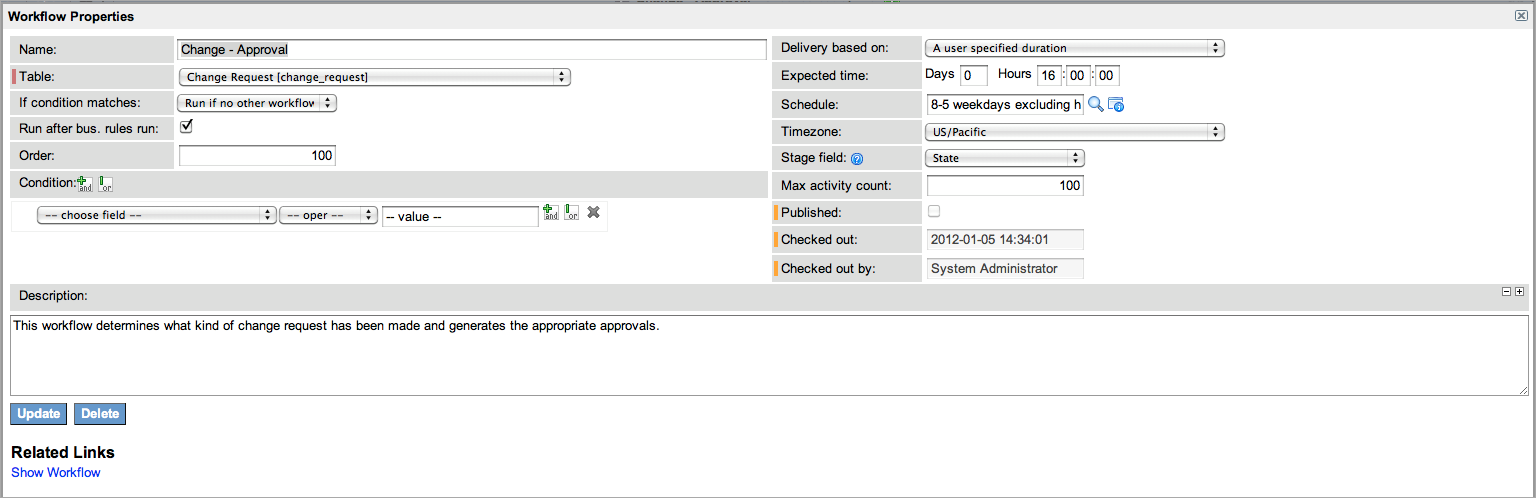 Workflow Properties
Name: Change - Approval
Table: Change Request [change_request]
If condition matches: Run if no other workflow
Run after bus. rules run:
Order: 100
Condition: and or
-- choose field -- -- oper -- -- value -- and or
Delivery based on: A user specified duration
Expected time: Days 0 Hours 16 : 00 : 00
Schedule: 8-5 weekdays excluding h
Timezone: US/Pacific
Stage field: ? State
Max activity count: 100
Published:
Checked out: 2012-01-05 14:34:01
Checked out by: System Administrator
Description:
This workflow determines what kind of change request has been made and generates the appropriate approvals.
Update Delete
Related Links
Show Workflow